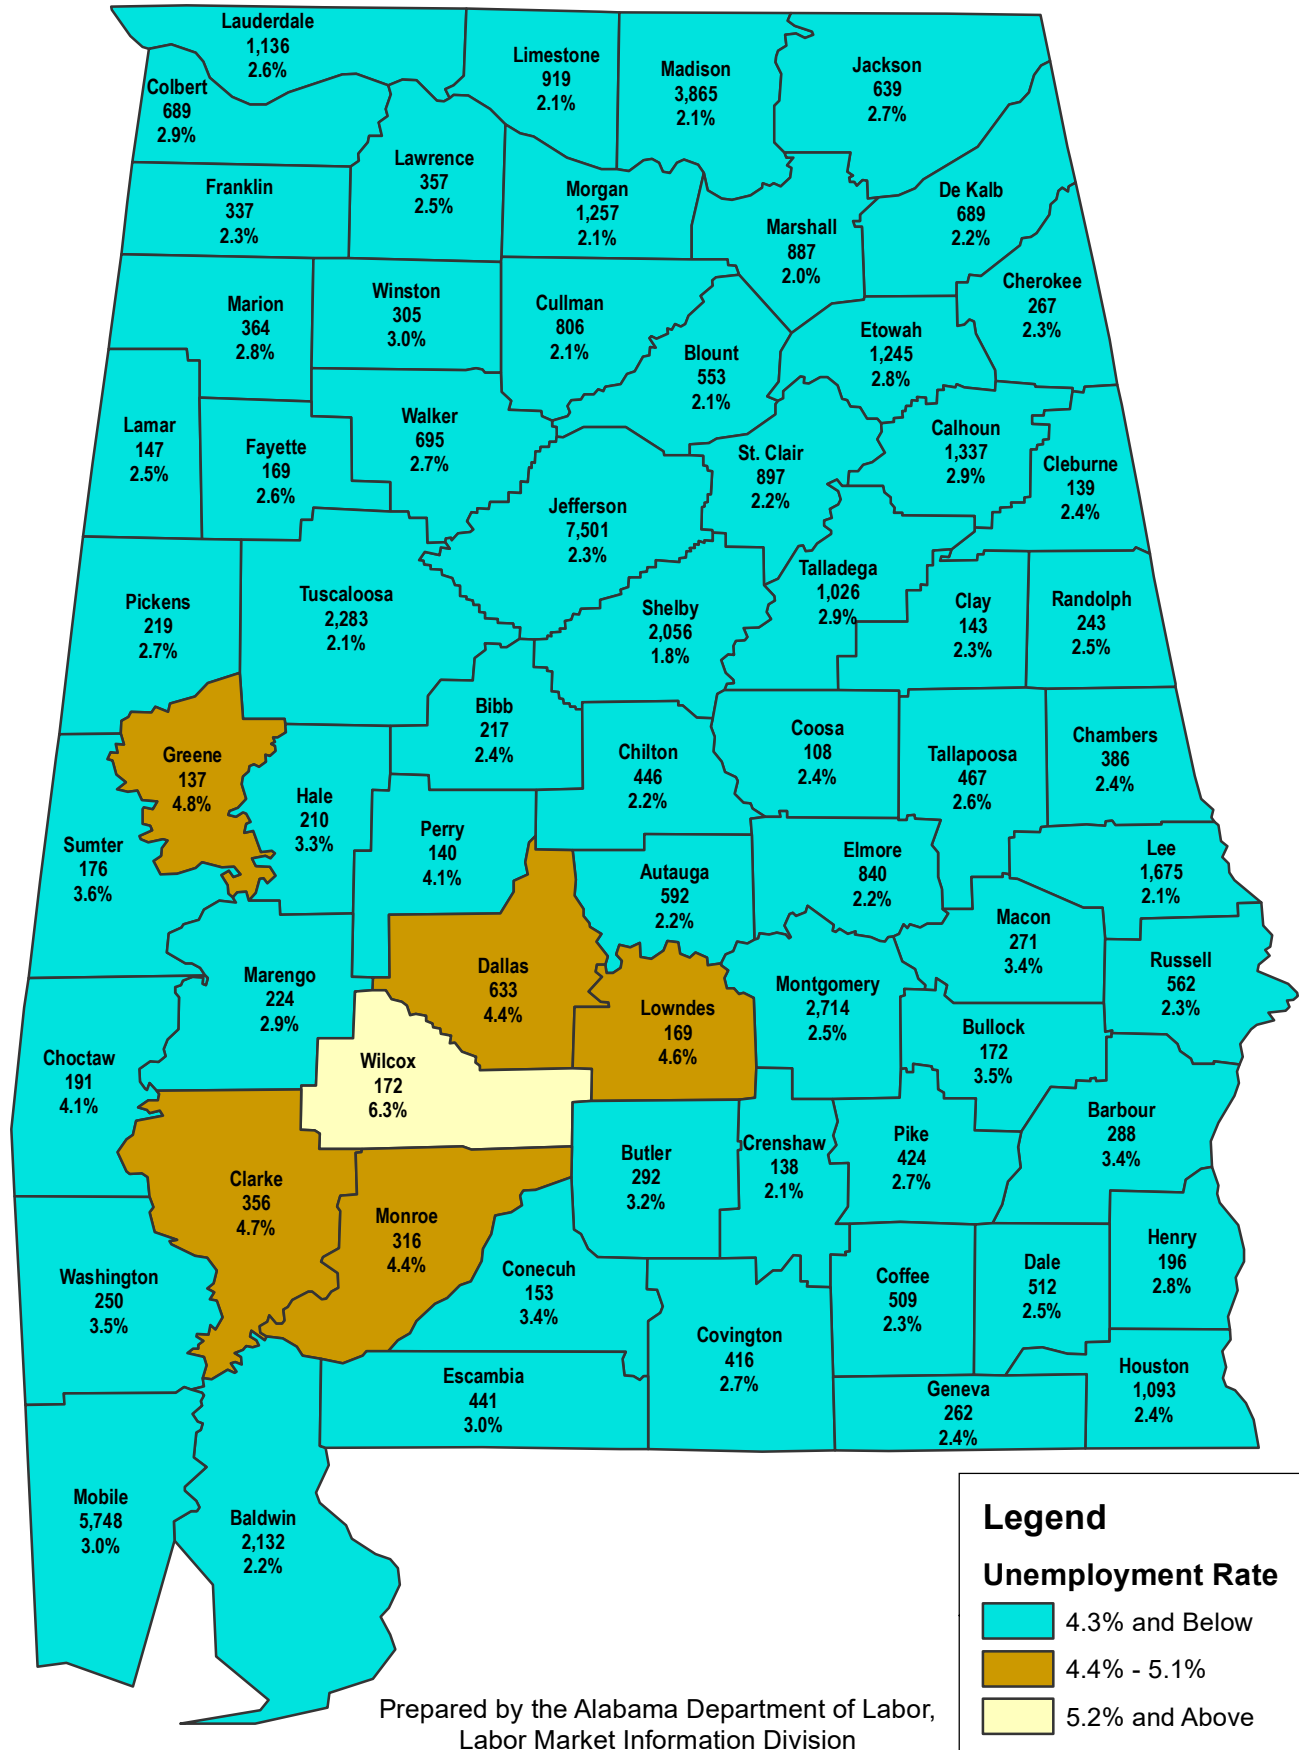 Lauderdale
1,136
2.6%
Limestone
919
2.1%
Madison
3,865
2.1%
Jackson
639
2.7%
Colbert
689
2.9%
Lawrence
357
2.5%
Franklin
337
2.3%
Morgan
1,257
2.1%
De Kalb
689
2.2%
Marshall
887
2.0%
Cherokee
267
2.3%
Marion
364
2.8%
Winston
305
3.0%
Cullman
806
2.1%
Etowah
1,245
2.8%
Blount
553
2.1%
Lamar
147
2.5%
Fayette
169
2.6%
Walker
695
2.7%
St. Clair
897
2.2%
Calhoun
1,337
2.9%
Cleburne
139
2.4%
Jefferson
7,501
2.3%
Talladega
1,026
2.9%
Pickens
219
2.7%
Tuscaloosa
2,283
2.1%
Shelby
2,056
1.8%
Clay
143
2.3%
Randolph
243
2.5%
Bibb
217
2.4%
Greene
137
4.8%
Chilton
446
2.2%
Coosa
108
2.4%
Tallapoosa
467
2.6%
Chambers
386
2.4%
Hale
210
3.3%
Sumter
176
3.6%
Perry
140
4.1%
Autauga
592
2.2%
Elmore
840
2.2%
Lee
1,675
2.1%
Macon
271
3.4%
Marengo
224
2.9%
Dallas
633
4.4%
Lowndes
169
4.6%
Montgomery
2,714
2.5%
Russell
562
2.3%
Bullock
172
3.5%
Choctaw
191
4.1%
Wilcox
172
6.3%
Barbour
288
3.4%
Butler
292
3.2%
Crenshaw
138
2.1%
Pike
424
2.7%
Clarke
356
4.7%
Monroe
316
4.4%
Henry
196
2.8%
Washington
250
3.5%
Conecuh
153
3.4%
Coffee
509
2.3%
Dale
512
2.5%
Covington
416
2.7%
Houston
1,093
2.4%
Escambia
441
3.0%
Geneva
262
2.4%
Mobile
5,748
3.0%
Baldwin
2,132
2.2%
Legend
Unemployment Rate
4.3% and Below
4.4% - 5.1%
5.2% and Above
Prepared by the Alabama Department of Labor,
Labor Market Information Division